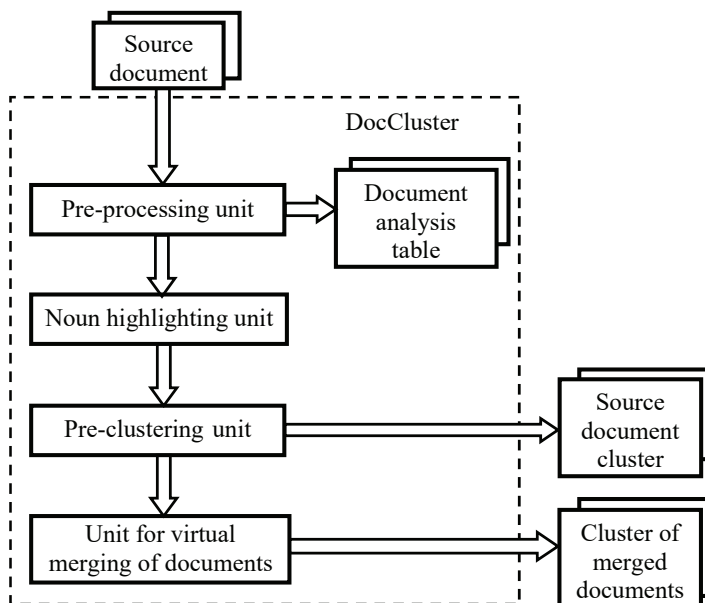 Source
document
DocCluster
Pre-processing unit
Document
analysis
table
Noun highlighting unit
Pre-clustering unit
Source
document
cluster
Unit for virtual
merging of documents
Cluster of
merged
documents